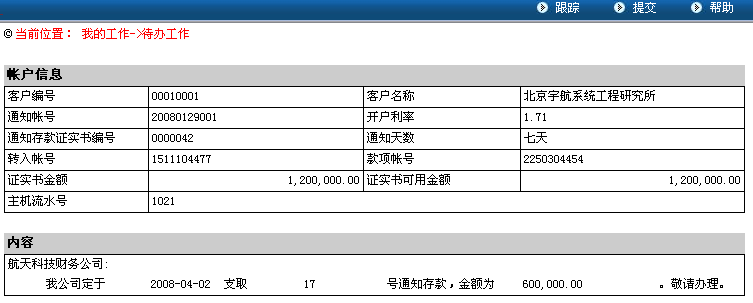 跟踪 提交 帮助
当前位置： 我的工作->待办工作
帐户信息
客户编号 00010001 客户名称 北京宇航系统工程研究所
通知帐号 20080129001 开户利率 1.71
通知存款证实书编号 0000042 通知天数 七天
转入帐号 1511104477 款项帐号 2250304454
证实书金额 1,200,000.00 证实书可用金额 1,200,000.00
主机流水号 1021
内容
航天科技财务公司:
我公司定于 2008-04-02 支取 17 号通知存款，金额为 600,000.00 。敬请办理。